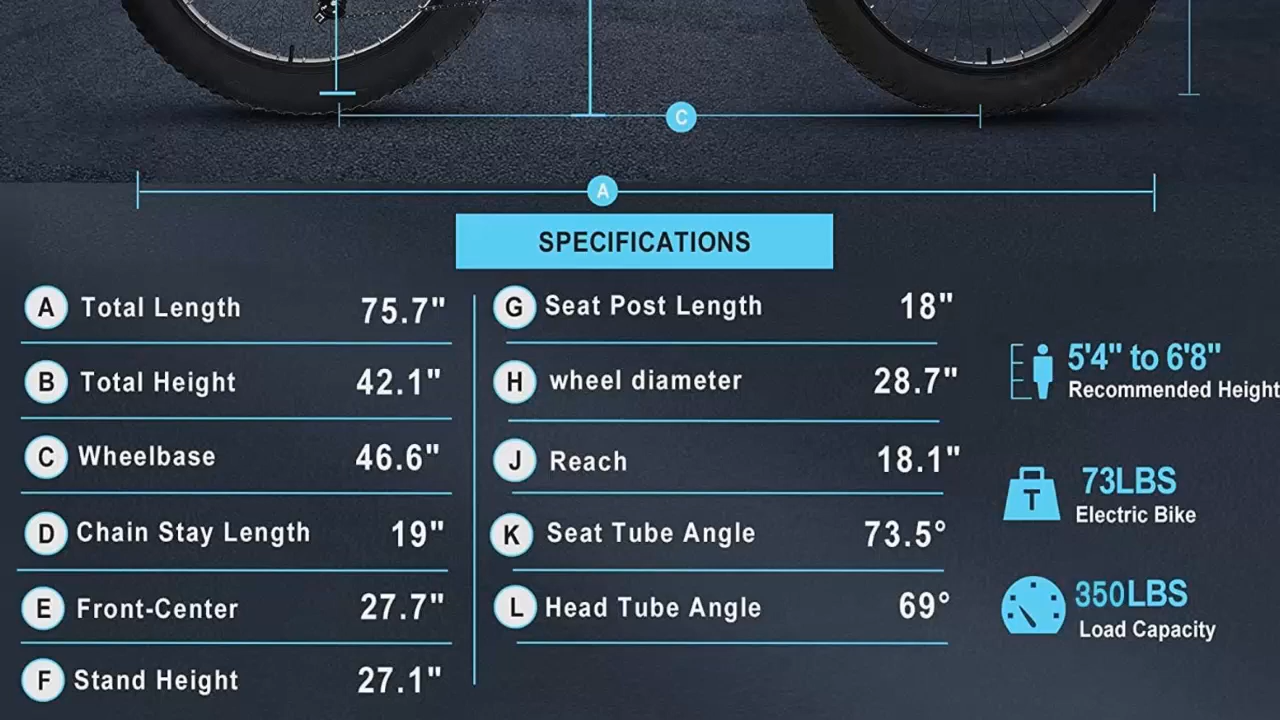 C
A
SPECIFICATIONS
A Total Length 75.7"
B Total Height 42.1"
C Wheelbase 46.6"
D Chain Stay Length 19"
E Front-Center 27.7"
F Stand Height 27.1"
G Seat Post Length 18"
H wheel diameter 28.7"
J Reach 18.1"
K Seat Tube Angle 73.5°
L Head Tube Angle 69°
5'4" to 6'8"
Recommended Height
T
73LBS
Electric Bike
350LBS
Load Capacity